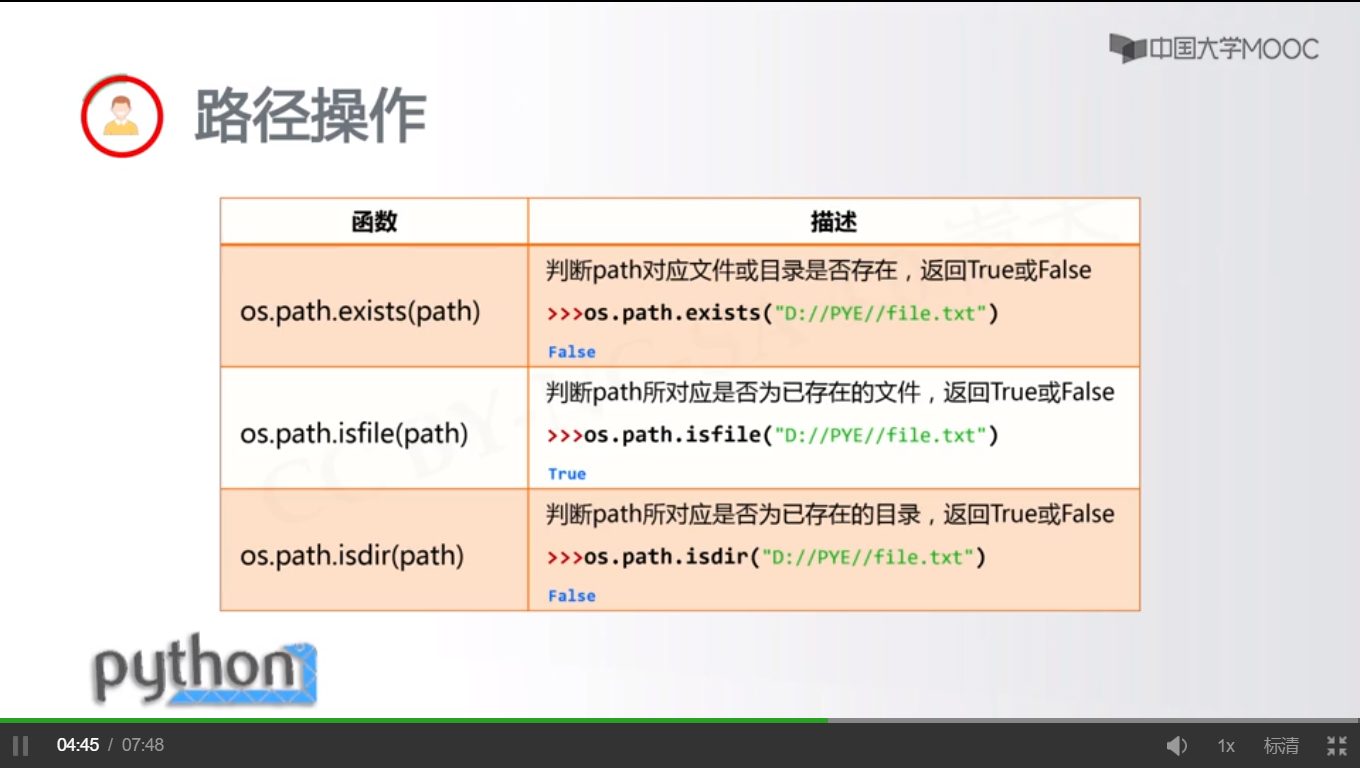 中国大学MOOC
路径操作
函数 描述
os.path.exists(path)
判断path对应文件或目录是否存在，返回True或False
>>>os.path.exists("D://PYE//file.txt")
False
os.path.isfile(path)
判断path所对应是否为已存在的文件，返回True或False
>>>os.path.isfile("D://PYE//file.txt")
True
os.path.isdir(path)
判断path所对应是否为已存在的目录，返回True或False
>>>os.path.isdir("D://PYE//file.txt")
False
python
04:45 / 07:48 1x 标清